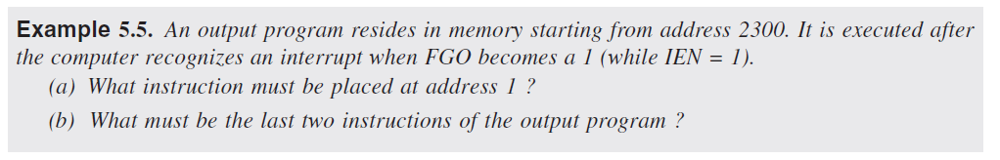 Example 5.5. An output program resides in memory starting from address 2300. It is executed after
the computer recognizes an interrupt when FGO becomes a 1 (while IEN = 1).
(a) What instruction must be placed at address 1 ?
(b) What must be the last two instructions of the output program ?